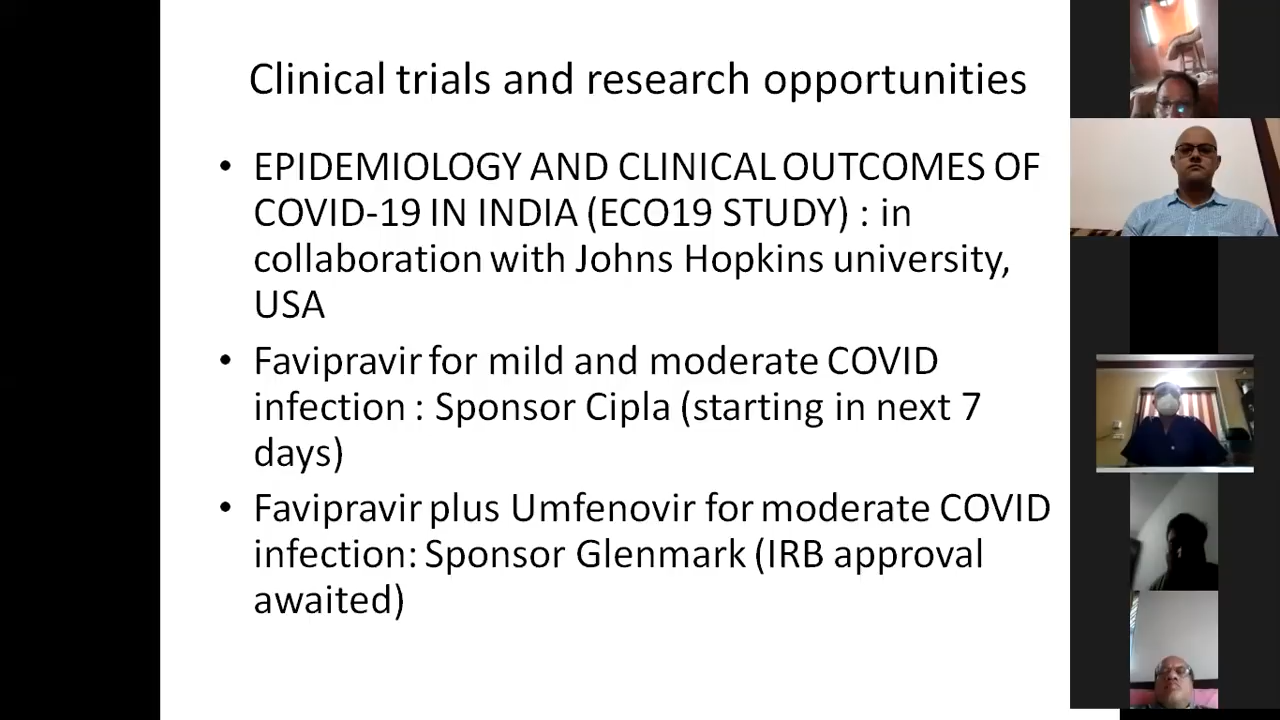 Clinical trials and research opportunities
• EPIDEMIOLOGY AND CLINICAL OUTCOMES OF
COVID-19 IN INDIA (ECO19 STUDY) : in
collaboration with Johns Hopkins university,
USA
• Favipravir for mild and moderate COVID
infection : Sponsor Cipla (starting in next 7
days)
• Favipravir plus Umfenovir for moderate COVID
infection: Sponsor Glenmark (IRB approval
awaited)